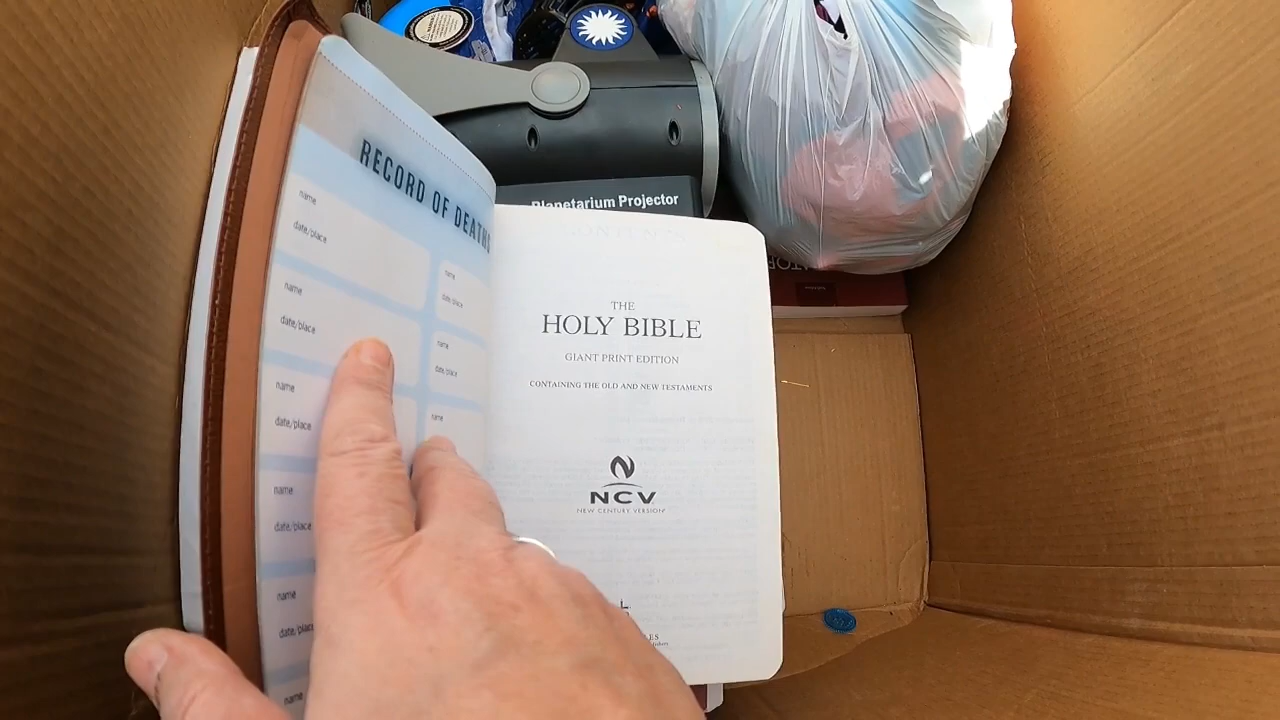 RECORD OF DEATHS
name
date/place
name
date/place
name
date/place
name
date/place
name
date/place
name
name
date/place
name
date/place
name
Planetarium Projector
CONTENTS
THE
HOLY BIBLE
GIANT PRINT EDITION
CONTAINING THE OLD AND NEW TESTAMENTS
NCV
NEW CENTURY VERSION